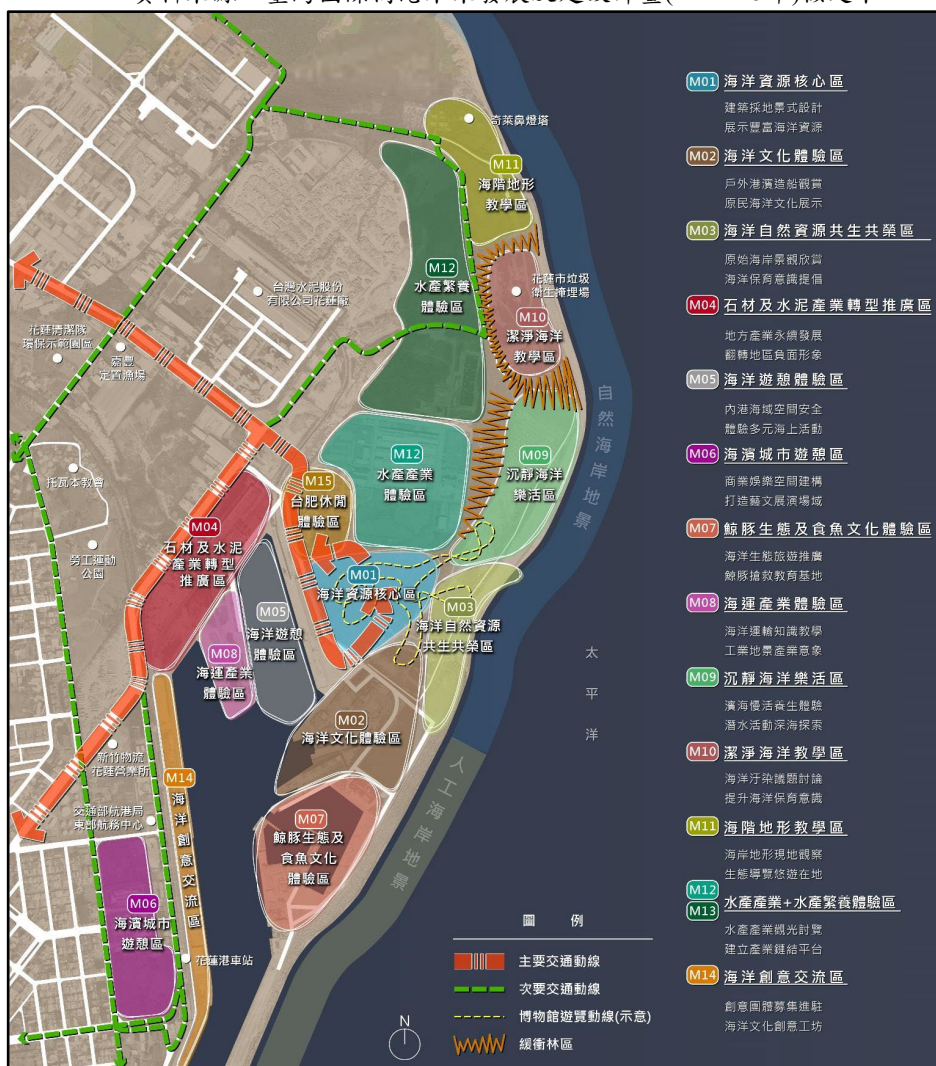 奇萊鼻燈塔
M11
海階地形
教學區
M12
水產繁養
體驗區
花蓮市垃圾
衛生掩埋場
M10
潔淨海洋
教學區
台灣水泥股份
有限公司花蓮廠
花蓮清潔隊
環保示範園區
嘉豐
定置漁場
自然海岸地景
M09
沉靜海洋
樂活區
M12
水產產業
體驗區
M15
台肥休閒
體驗區
托瓦本教會
M04
石材及水泥
產業轉型
推廣區
勞工運動
公園
M01
海洋資源核心區
M05
海洋遊憩
體驗區
M03
海洋自然資源
共生共榮區
M08
海運產業
體驗區
太平洋
M02
海洋文化體驗區
新竹物流
花蓮營業所
M14
海洋創意交流區
人工海岸地景
交通部航港局
東部航務中心
M07
鯨豚生態及
食魚文化
體驗區
M06
海濱城市
遊憩區
花蓮港車站
N
圖 例
主要交通動線
次要交通動線
博物館遊覽動線(示意)
緩衝林區
M01 海洋資源核心區
建築採地景式設計
展示豐富海洋資源
M02 海洋文化體驗區
戶外港濱造船觀賞
原民海洋文化展示
M03 海洋自然資源共生共榮區
原始海岸景觀欣賞
海洋保育意識提倡
M04 石材及水泥產業轉型推廣區
地方產業永續發展
翻轉地區負面形象
M05 海洋遊憩體驗區
內港海域空間安全
體驗多元海上活動
M06 海濱城市遊憩區
商業娛樂空間建構
打造藝文展演場域
M07 鯨豚生態及食魚文化體驗區
海洋生態旅遊推廣
鯨豚搶救教育基地
M08 海運產業體驗區
海洋運輸知識教學
工業地景產業意象
M09 沉靜海洋樂活區
濱海慢活養生體驗
潛水活動深海探索
M10 潔淨海洋教學區
海洋汙染議題討論
提升海洋保育意識
M11 海階地形教學區
海岸地形現地觀察
生態導覽悠遊在地
M12
M13 水產產業+水產繁養體驗區
水產產業觀光討覽
建立產業鏈結平台
M14 海洋創意交流區
創意團體募集進駐
海洋文化創意工坊